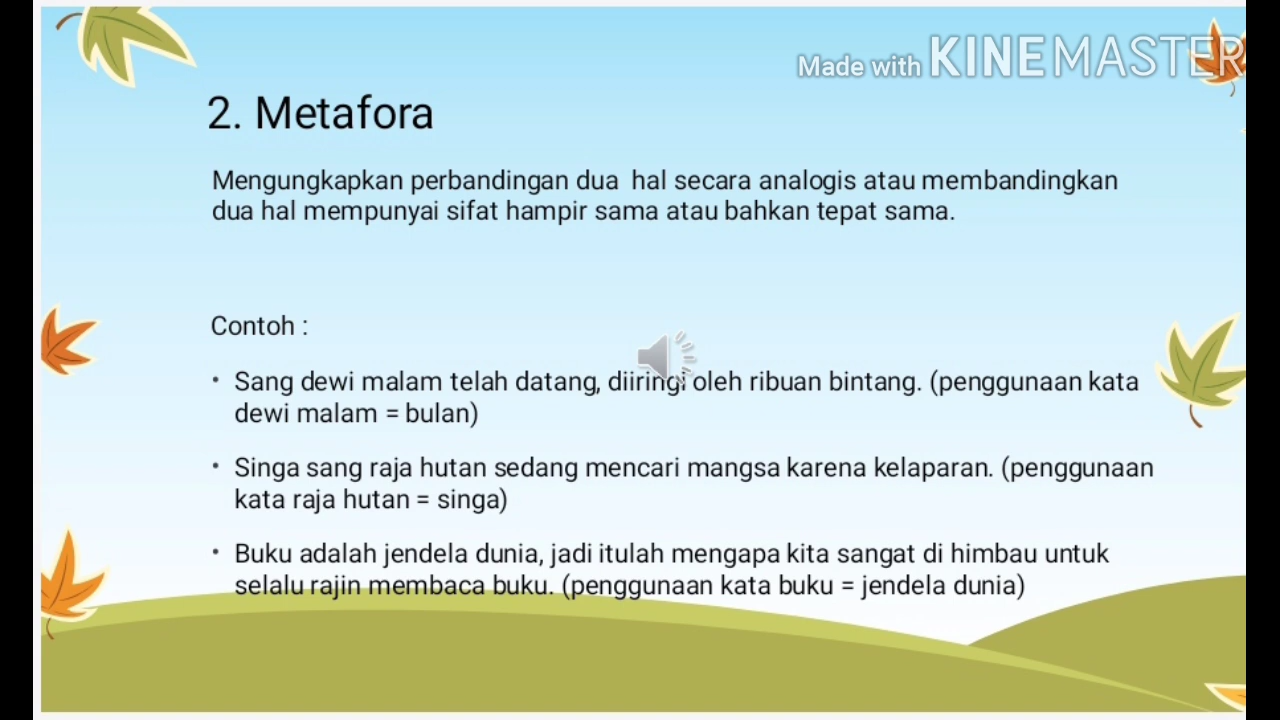 Made with KINEMASTER
2. Metafora
Mengungkapkan perbandingan dua hal secara analogis atau membandingkan
dua hal mempunyai sifat hampir sama atau bahkan tepat sama.
Contoh :
• Sang dewi malam telah datang, diiringi oleh ribuan bintang. (penggunaan kata
dewi malam = bulan)
• Singa sang raja hutan sedang mencari mangsa karena kelaparan. (penggunaan
kata raja hutan = singa)
• Buku adalah jendela dunia, jadi itulah mengapa kita sangat di himbau untuk
selalu rajin membaca buku. (penggunaan kata buku = jendela dunia)